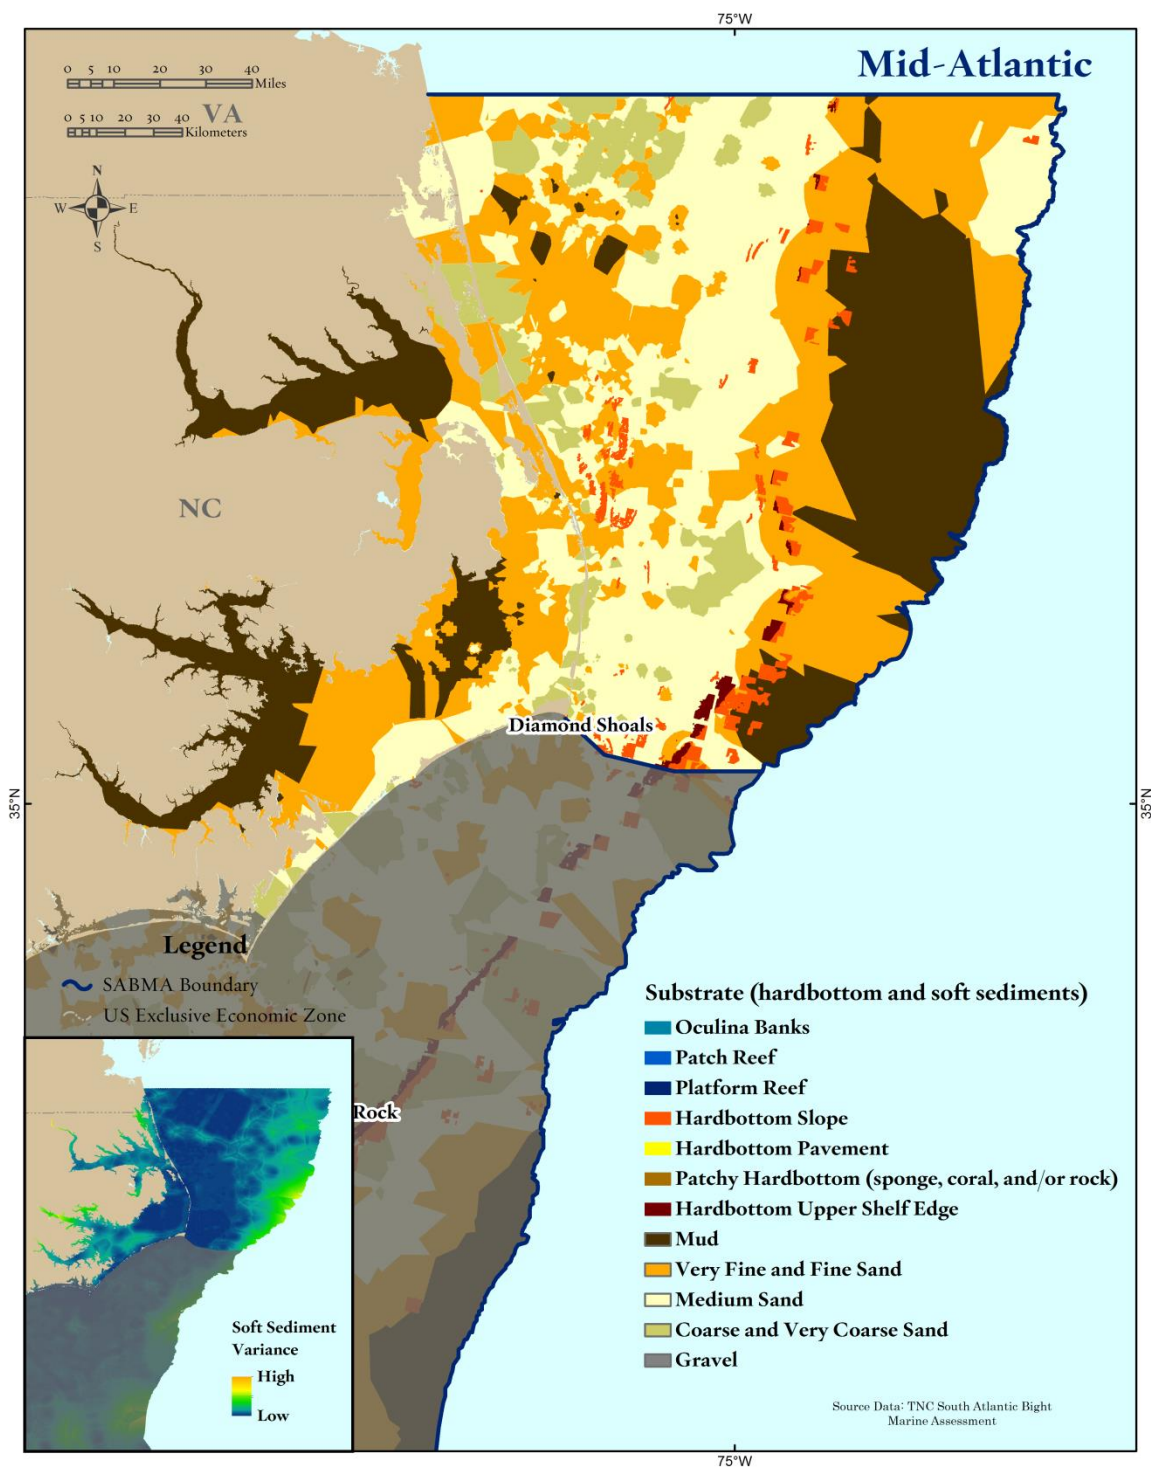 75°W
Mid-Atlantic
0 5 10 20 30 40
Miles
VA
0 5 10 20 30 40
Kilometers
N
W E
S
NC
Diamond Shoals
35°N
35°N
Legend
SABMA Boundary
US Exclusive Economic Zone
Rock
Substrate (hardbottom and soft sediments)
Oculina Banks
Patch Reef
Platform Reef
Hardbottom Slope
Hardbottom Pavement
Patchy Hardbottom (sponge, coral, and/or rock)
Hardbottom Upper Shelf Edge
Mud
Very Fine and Fine Sand
Medium Sand
Coarse and Very Coarse Sand
Gravel
Soft Sediment
Variance
High
Low
Source Data: TNC South Atlantic Bight
Marine Assessment
75°W